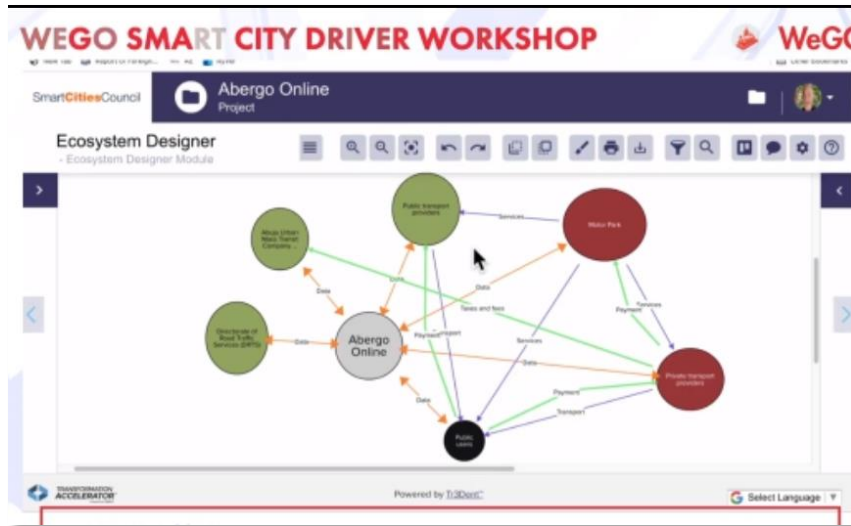 WEGO SMART CITY DRIVER WORKSHOP
WeGO
SmartCitiesCouncil
Abergo Online
Project
Ecosystem Designer
- Ecosystem Designer Module
Public transport
providers
Abuja Urban
Mass Transit
Company ...
Motor Park
Services
Data
Data
Data
Taxes and fees
Directorate of
Road Traffic
Services (DRTS)
Data
Abergo
Online
Payment
Transport
Services
Payment
Services
Data
Private transport
providers
Data
Payment
Transport
Public
users
TRANSFORMATION
ACCELERATOR
Powered by Tr3Dent™
Select Language